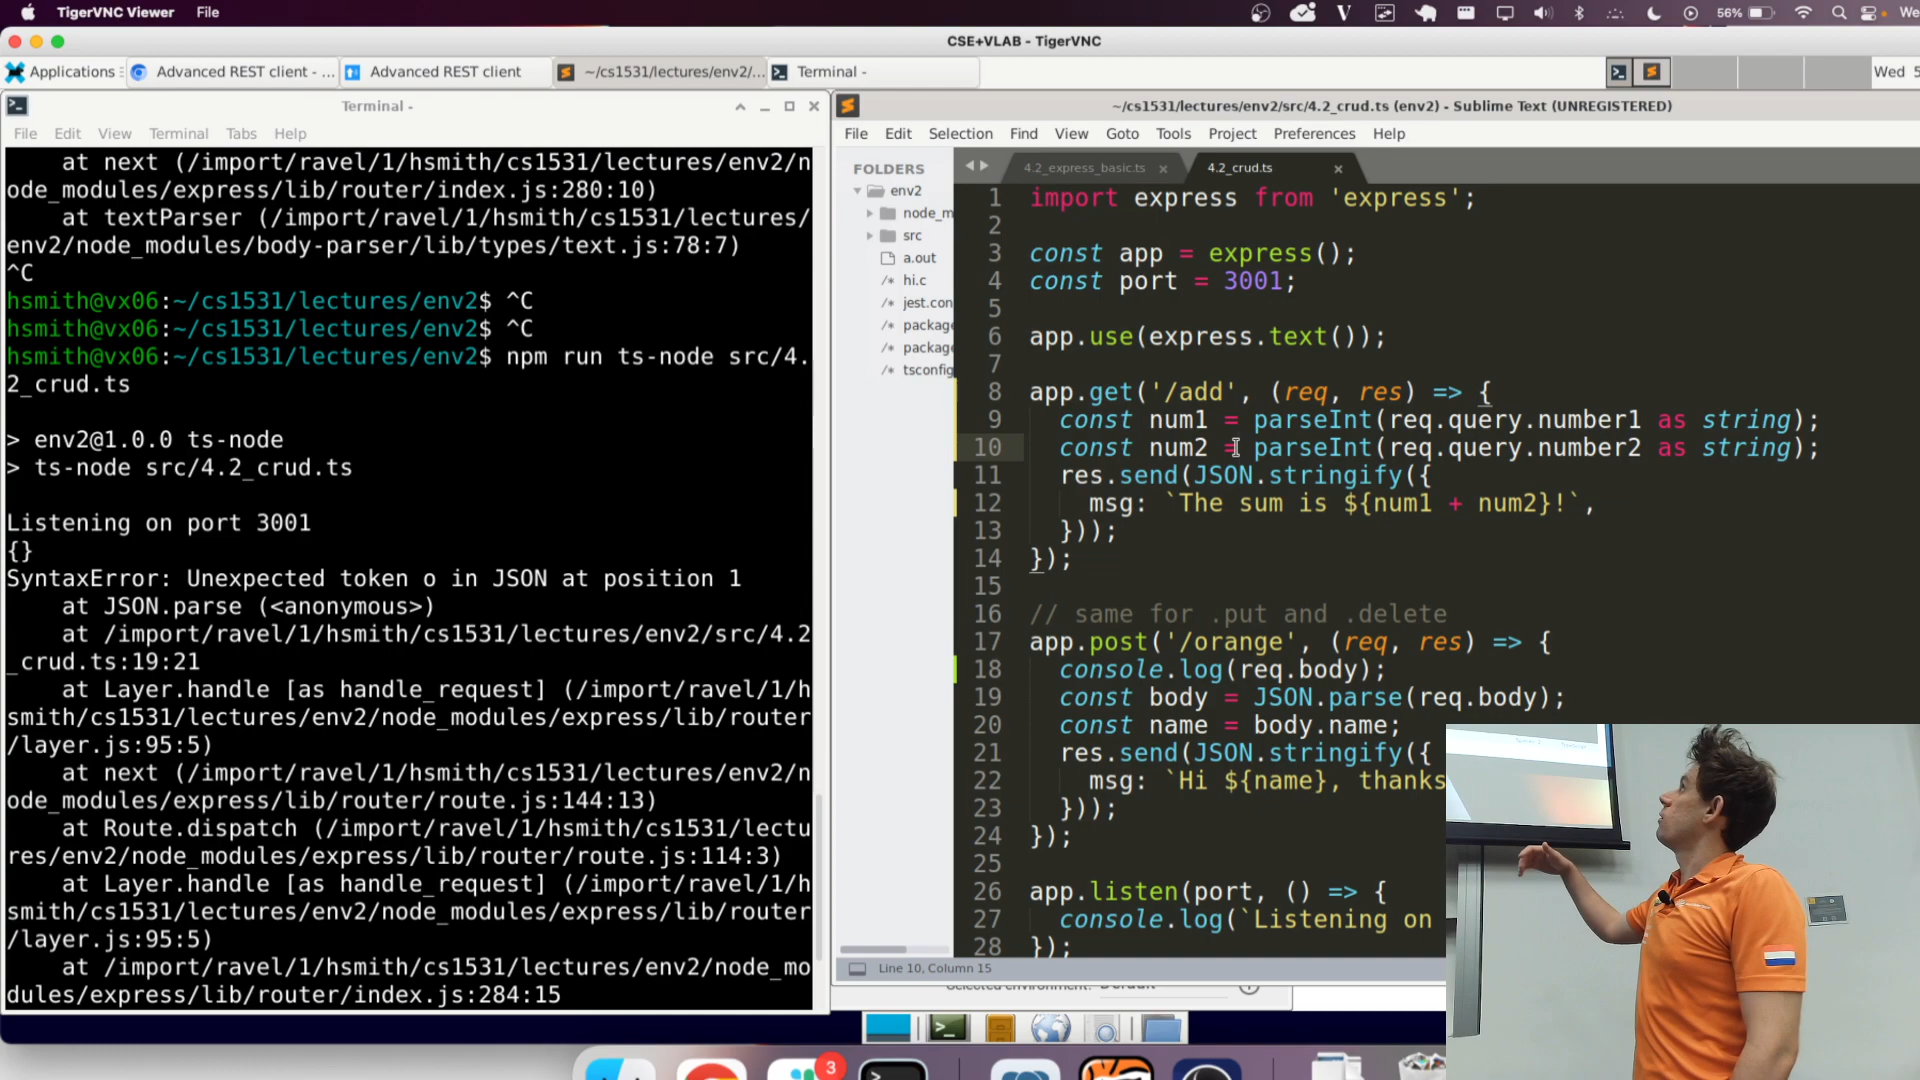 TigerVNC Viewer File
56%
We
CSE+VLAB - TigerVNC
Applications
Advanced REST client - ...
Advanced REST client
~/cs1531/lectures/env2/...
Terminal -
Wed 5
Terminal -
File Edit View Terminal Tabs Help
at next (/import/ravel/1/hsmith/cs1531/lectures/env2/n
ode_modules/express/lib/router/index.js:280:10)
at textParser (/import/ravel/1/hsmith/cs1531/lectures/
env2/node_modules/body-parser/lib/types/text.js:78:7)
^C
hsmith@vx06:~/cs1531/lectures/env2$ ^C
hsmith@vx06:~/cs1531/lectures/env2$ ^C
hsmith@vx06:~/cs1531/lectures/env2$ npm run ts-node src/4.
2_crud.ts
> env2@1.0.0 ts-node
> ts-node src/4.2_crud.ts
Listening on port 3001
{}
SyntaxError: Unexpected token o in JSON at position 1
at JSON.parse (<anonymous>)
at /import/ravel/1/hsmith/cs1531/lectures/env2/src/4.2
_crud.ts:19:21
at Layer.handle [as handle_request] (/import/ravel/1/h
smith/cs1531/lectures/env2/node_modules/express/lib/router
/layer.js:95:5)
at next (/import/ravel/1/hsmith/cs1531/lectures/env2/n
ode_modules/express/lib/router/route.js:144:13)
at Route.dispatch (/import/ravel/1/hsmith/cs1531/lectu
res/env2/node_modules/express/lib/router/route.js:114:3)
at Layer.handle [as handle_request] (/import/ravel/1/h
smith/cs1531/lectures/env2/node_modules/express/lib/router
/layer.js:95:5)
at /import/ravel/1/hsmith/cs1531/lectures/env2/node_mo
dules/express/lib/router/index.js:284:15
~/cs1531/lectures/env2/src/4.2_crud.ts (env2) - Sublime Text (UNREGISTERED)
File Edit Selection Find View Goto Tools Project Preferences Help
FOLDERS
env2
node_m
src
a.out
/* hi.c
/* jest.con
/* package
/* package
/* tsconfig
4.2_express_basic.ts
4.2_crud.ts
1 import express from 'express';
2
3 const app = express();
4 const port = 3001;
5
6 app.use(express.text());
7
8 app.get('/add', (req, res) => {
9 const num1 = parseInt(req.query.number1 as string);
10 const num2 = parseInt(req.query.number2 as string);
11 res.send(JSON.stringify({
12 msg: `The sum is ${num1 + num2}!`,
13 }));
14 });
15
16 // same for .put and .delete
17 app.post('/orange', (req, res) => {
18 console.log(req.body);
19 const body = JSON.parse(req.body);
20 const name = body.name;
21 res.send(JSON.stringify({
22 msg: `Hi ${name}, thanks
23 }));
24 });
25
26 app.listen(port, () => {
27 console.log(`Listening on
28 });
Line 10, Column 15
Selected environment: Default
3